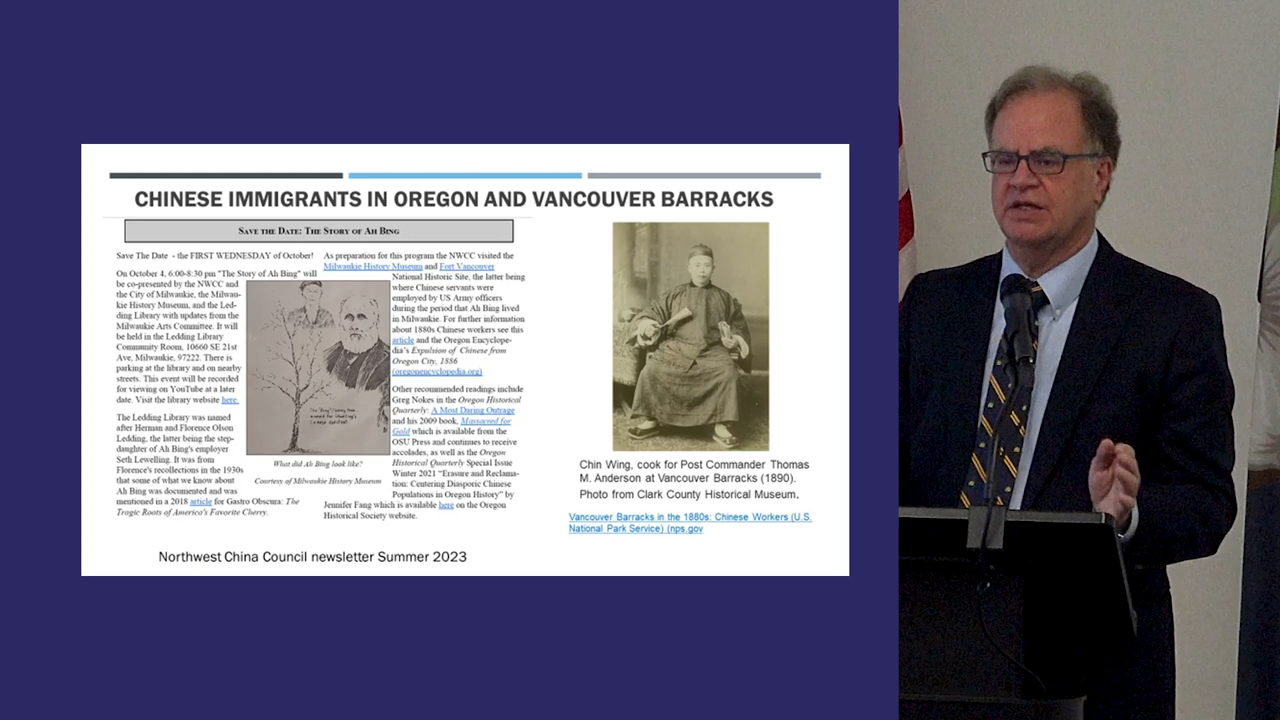 CHINESE IMMIGRANTS IN OREGON AND VANCOUVER BARRACKS
SAVE THE DATE: THE STORY OF AH BING
Save The Date - the FIRST WEDNESDAY of October!
On October 4, 6:00-8:30 pm "The Story of Ah Bing" will
be co-presented by the NWCC and
the City of Milwaukie, the Milwau-
kie History Museum, and the Led-
ding Library with updates from the
Milwaukie Arts Committee. It will
be held in the Ledding Library
Community Room, 10660 SE 21st
Ave, Milwaukie, 97222. There is
parking at the library and on nearby
streets. This event will be recorded
for viewing on YouTube at a later
date. Visit the library website here.
The Ledding Library was named
after Herman and Florence Olson
Ledding, the latter being the step-
daughter of Ah Bing's employer
Seth Lewelling. It was from
Florence's recollections in the 1930s
that some of what we know about
Ah Bing was documented and was
mentioned in a 2018 article for Gastro Obscura: The
Tragic Roots of America's Favorite Cherry.
The "Bing" cherry tree
was named for Lewelling's
Chinese assistant.
What did Ah Bing look like?
Courtesy of Milwaukie History Museum
As preparation for this program the NWCC visited the
Milwaukie History Museum and Fort Vancouver
National Historic Site, the latter being
where Chinese servants were
employed by US Army officers
during the period that Ah Bing lived
in Milwaukie. For further information
about 1880s Chinese workers see this
article and the Oregon Encyclope-
dia's Expulsion of Chinese from
Oregon City, 1886
(oregonencyclopedia.org)
Other recommended readings include
Greg Nokes in the Oregon Historical
Quarterly: A Most Daring Outrage
and his 2009 book, Massacred for
Gold which is available from the
OSU Press and continues to receive
accolades, as well as the Oregon
Historical Quarterly Special Issue
Winter 2021 "Erasure and Reclama-
tion: Centering Diasporic Chinese
Populations in Oregon History" by
Jennifer Fang which is available here on the Oregon
Historical Society website.
Northwest China Council newsletter Summer 2023
Chin Wing, cook for Post Commander Thomas
M. Anderson at Vancouver Barracks (1890).
Photo from Clark County Historical Museum.
Vancouver Barracks in the 1880s: Chinese Workers (U.S.
National Park Service) (nps.gov